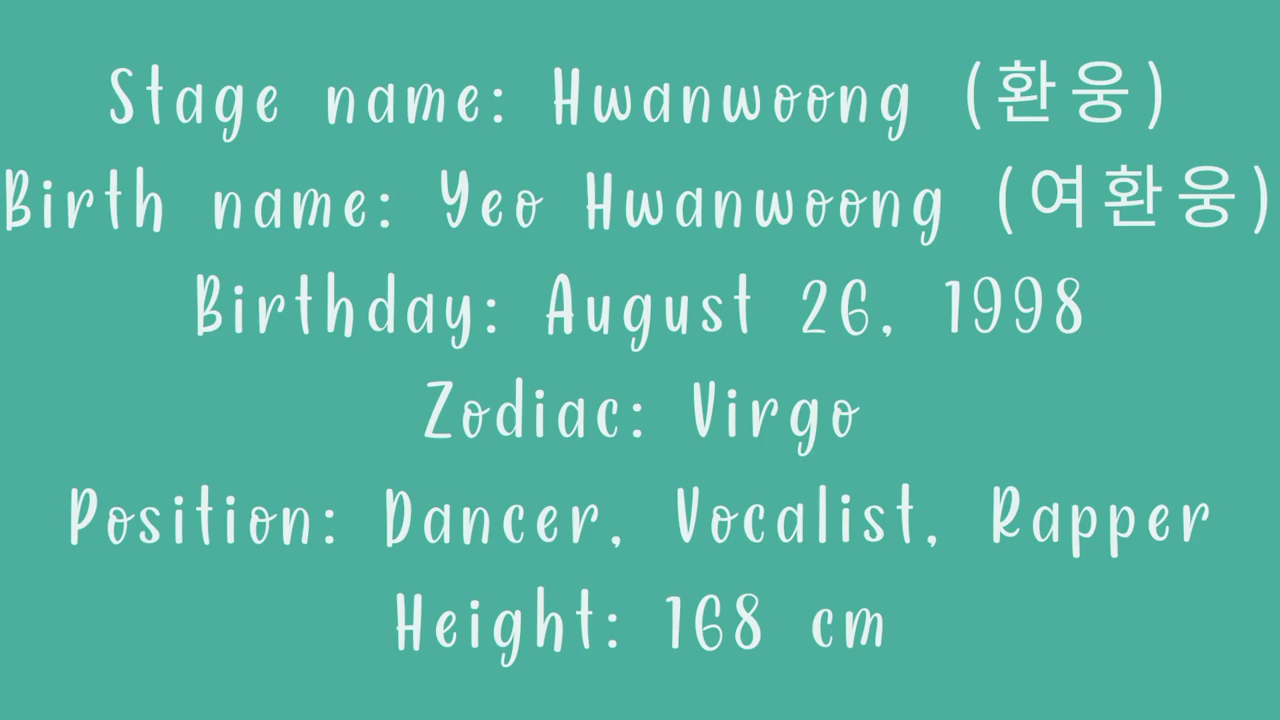 Stage name: Hwanwoong (환웅)
Birth name: Yeo Hwanwoong (여환웅)
Birthday: August 26, 1998
Zodiac: Virgo
Position: Dancer, Vocalist, Rapper
Height: 168 cm